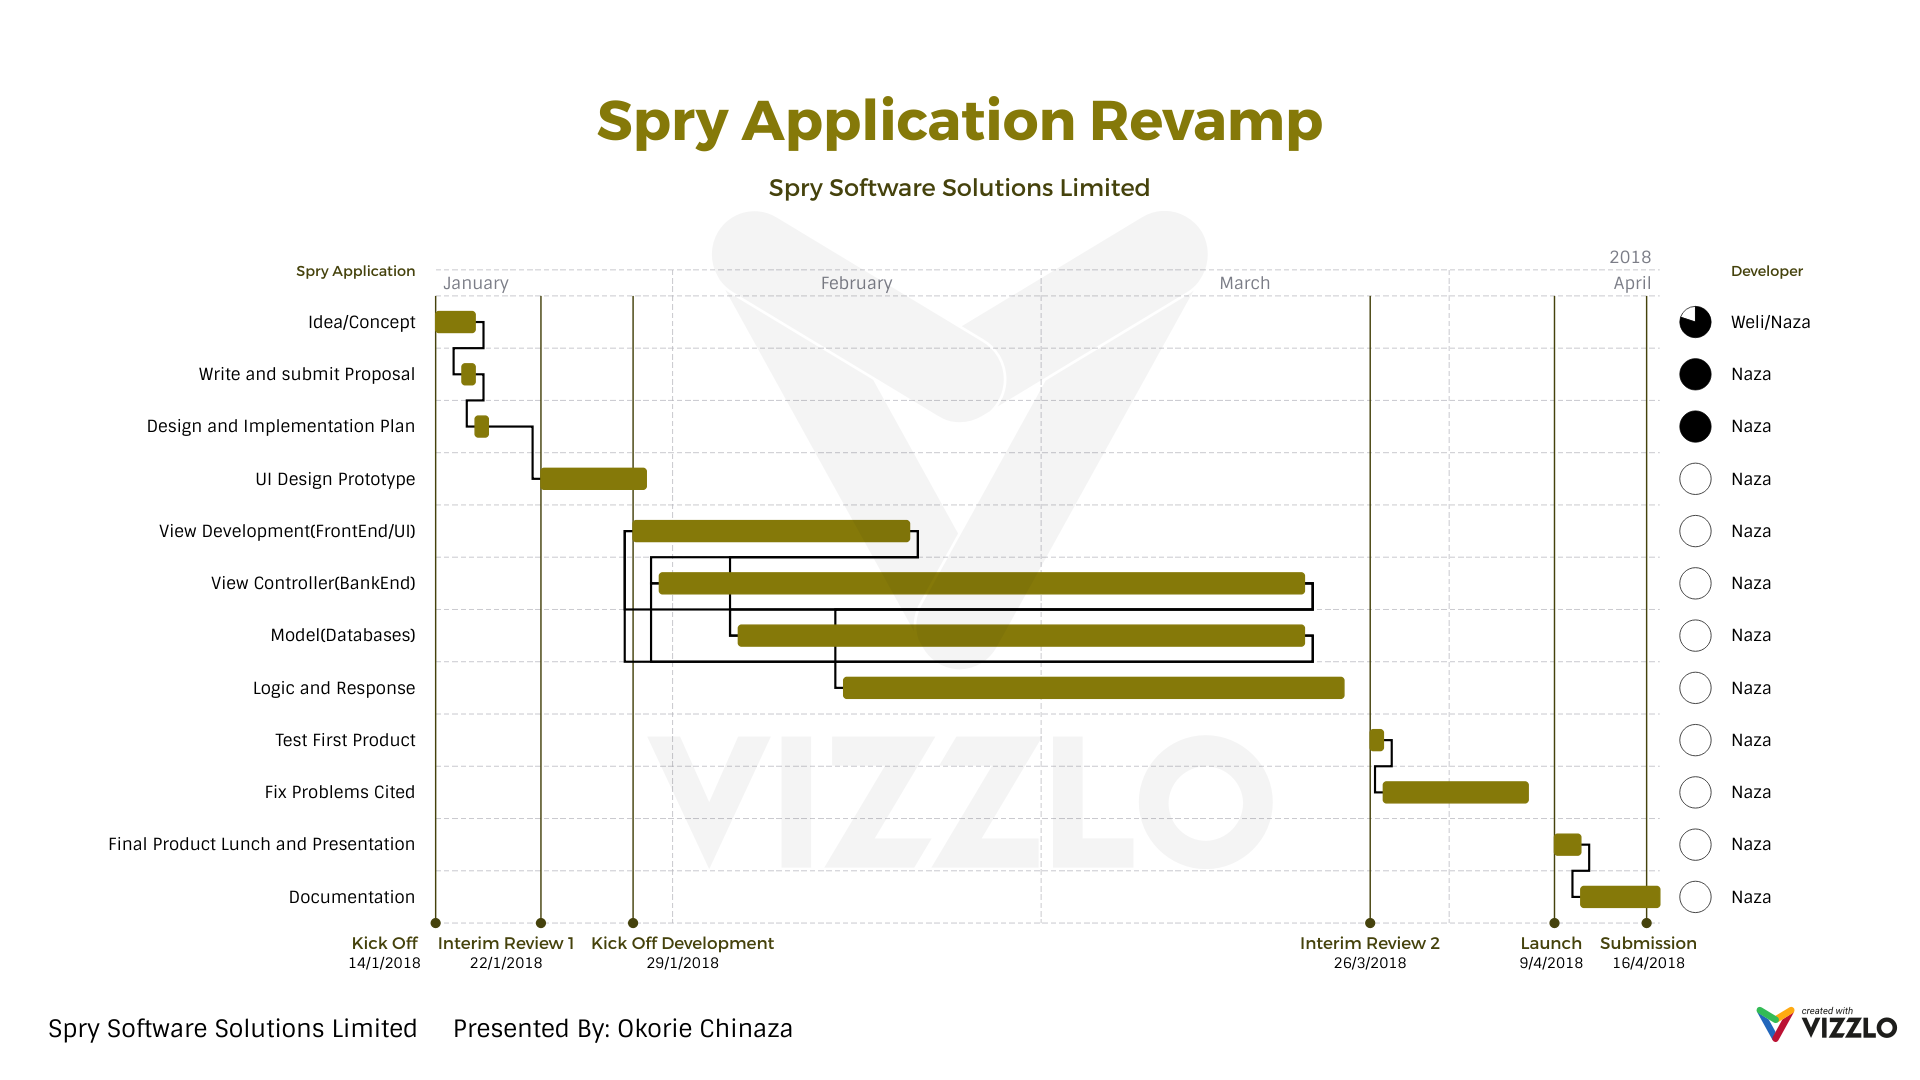 Spry Application Revamp
Spry Software Solutions Limited
2018
Spry Application
January
February
March
April
Developer
Idea/Concept
Weli/Naza
Write and submit Proposal
Naza
Design and Implementation Plan
Naza
UI Design Prototype
Naza
View Development(FrontEnd/UI)
Naza
View Controller(BankEnd)
Naza
Model(Databases)
Naza
Logic and Response
Naza
Test First Product
Naza
Fix Problems Cited
Naza
Final Product Lunch and Presentation
Naza
Documentation
Naza
VIZZLO
Kick Off
14/1/2018
Interim Review 1
22/1/2018
Kick Off Development
29/1/2018
Interim Review 2
26/3/2018
Launch
9/4/2018
Submission
16/4/2018
Spry Software Solutions Limited
Presented By: Okorie Chinaza
created with
VIZZLO